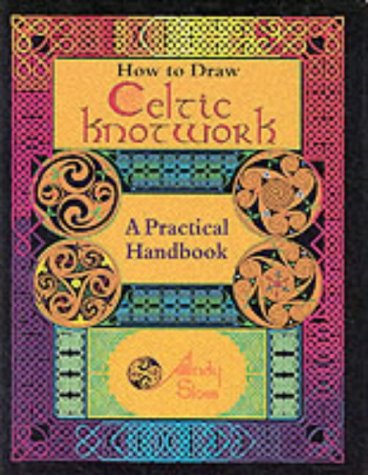 How to Draw
Celtic
Knotwork
A Practical
Handbook
Andy
Sloss